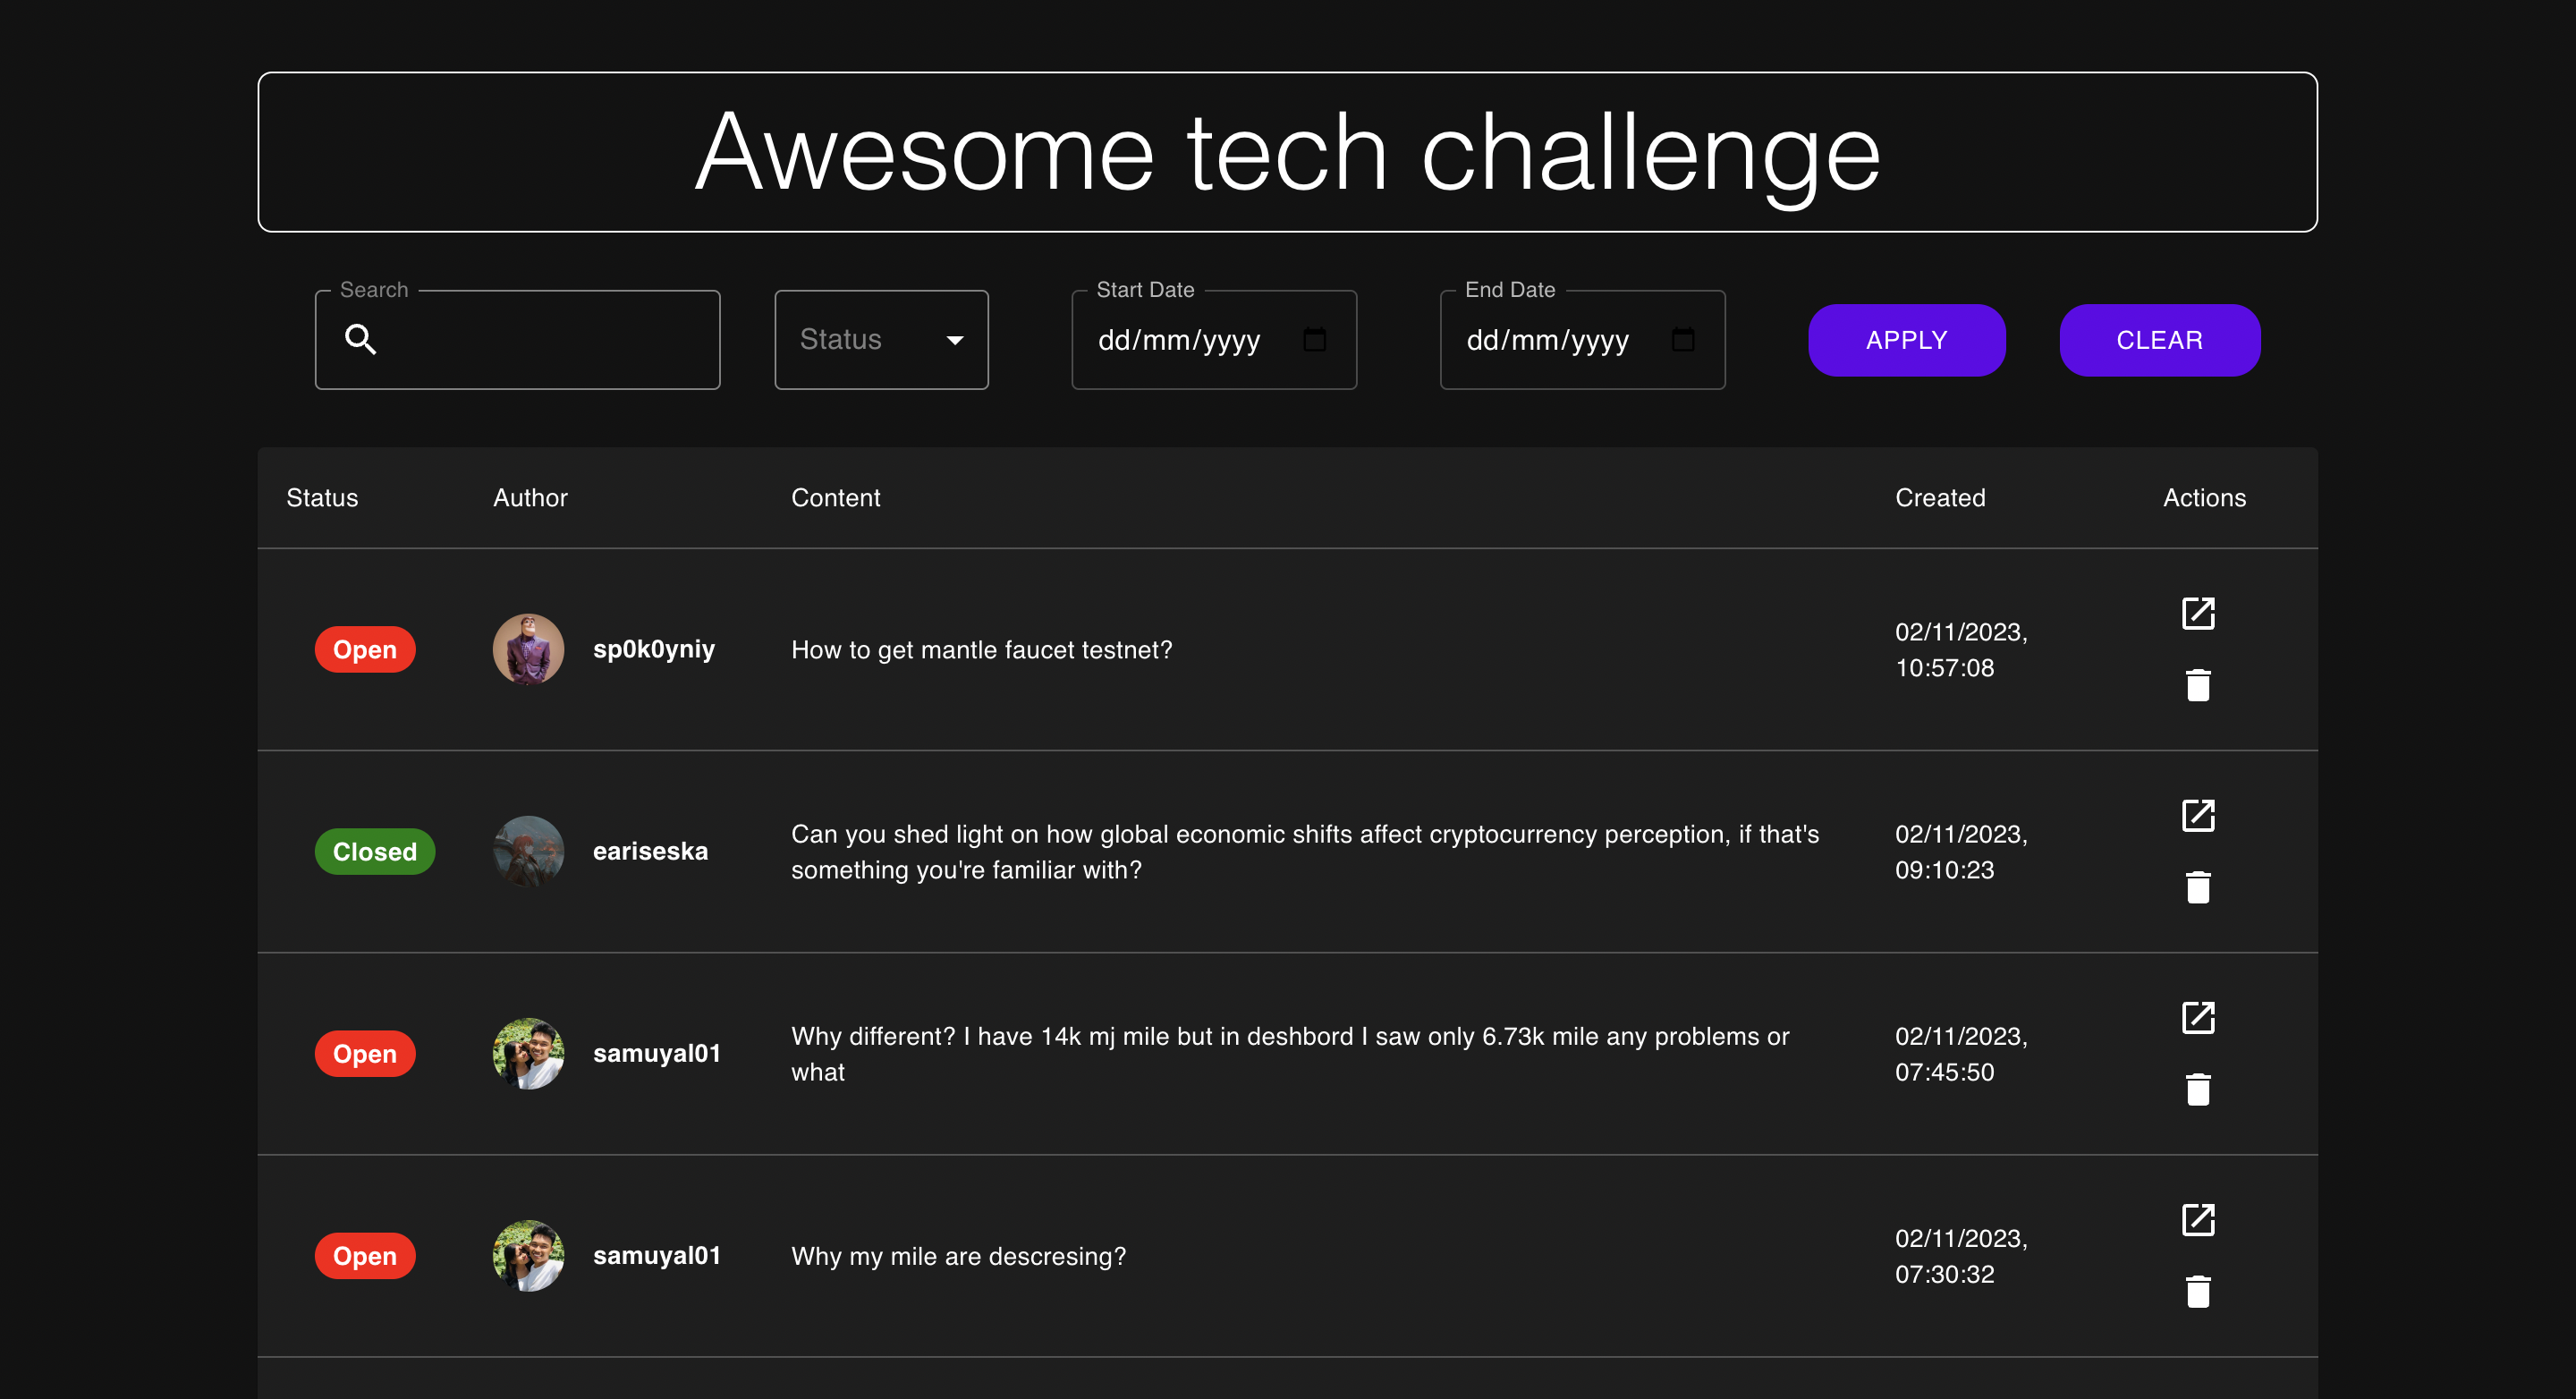 Awesome tech challenge
Search
Status
Start Date
dd/mm/yyyy
End Date
dd/mm/yyyy
APPLY
CLEAR
Status Author Content Created Actions
Open sp0k0yniy How to get mantle faucet testnet? 02/11/2023,
10:57:08
Closed eariseska Can you shed light on how global economic shifts affect cryptocurrency perception, if that's
something you're familiar with?
02/11/2023,
09:10:23
Open samuyal01 Why different? I have 14k mj mile but in deshbord I saw only 6.73k mile any problems or
what
02/11/2023,
07:45:50
Open samuyal01 Why my mile are descresing? 02/11/2023,
07:30:32